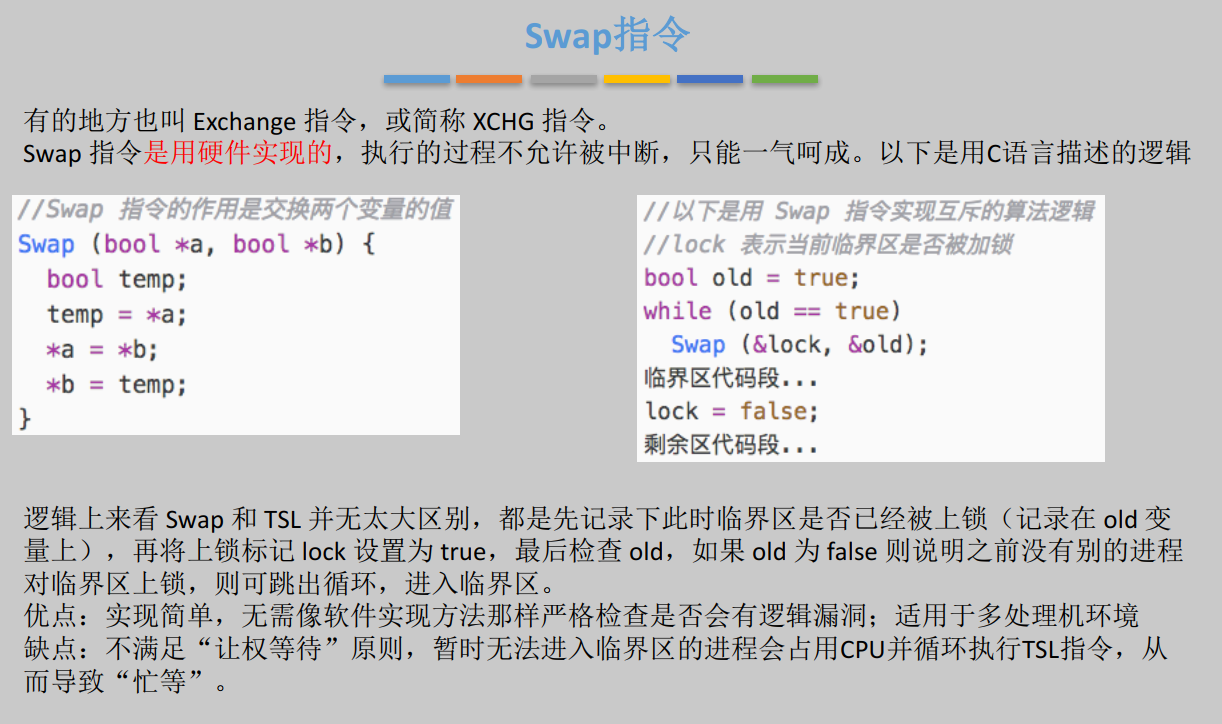 Swap指令
有的地方也叫 Exchange 指令，或简称 XCHG 指令。
Swap 指令是用硬件实现的，执行的过程不允许被中断，只能一气呵成。以下是用C语言描述的逻辑
//Swap 指令的作用是交换两个变量的值
Swap (bool *a, bool *b) {
  bool temp;
  temp = *a;
  *a = *b;
  *b = temp;
}
//以下是用 Swap 指令实现互斥的算法逻辑
//lock 表示当前临界区是否被加锁
bool old = true;
while (old == true)
  Swap (&lock, &old);
临界区代码段...
lock = false;
剩余区代码段...
逻辑上来看 Swap 和 TSL 并无太大区别，都是先记录下此时临界区是否已经被上锁（记录在 old 变
量上），再将上锁标记 lock 设置为 true，最后检查 old，如果 old 为 false 则说明之前没有别的进程
对临界区上锁，则可跳出循环，进入临界区。
优点：实现简单，无需像软件实现方法那样严格检查是否会有逻辑漏洞；适用于多处理机环境
缺点：不满足“让权等待”原则，暂时无法进入临界区的进程会占用CPU并循环执行TSL指令，从
而导致“忙等”。